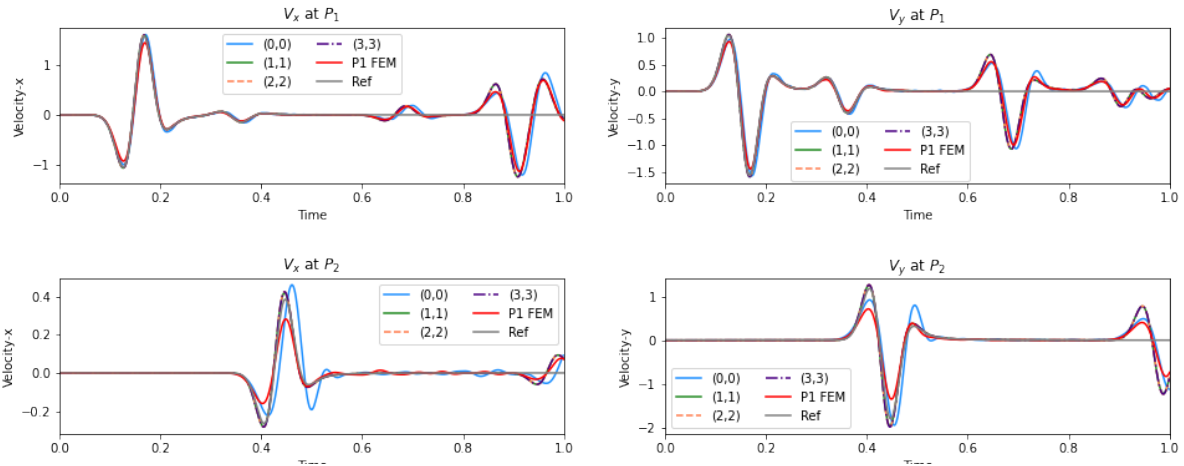 V_x at P_1
Velocity-x
1
0
−1
(0,0)
(1,1)
(2,2)
(3,3)
P1 FEM
Ref
0.0 0.2 0.4 0.6 0.8 1.0
Time
V_y at P_1
Velocity-y
1.0
0.5
0.0
−0.5
−1.0
−1.5
(0,0)
(1,1)
(2,2)
(3,3)
P1 FEM
Ref
0.0 0.2 0.4 0.6 0.8 1.0
Time
V_x at P_2
Velocity-x
0.4
0.2
0.0
−0.2
(0,0)
(1,1)
(2,2)
(3,3)
P1 FEM
Ref
0.0 0.2 0.4 0.6 0.8 1.0
Time
V_y at P_2
Velocity-y
1
0
−1
−2
(0,0)
(1,1)
(2,2)
(3,3)
P1 FEM
Ref
0.0 0.2 0.4 0.6 0.8 1.0
Time